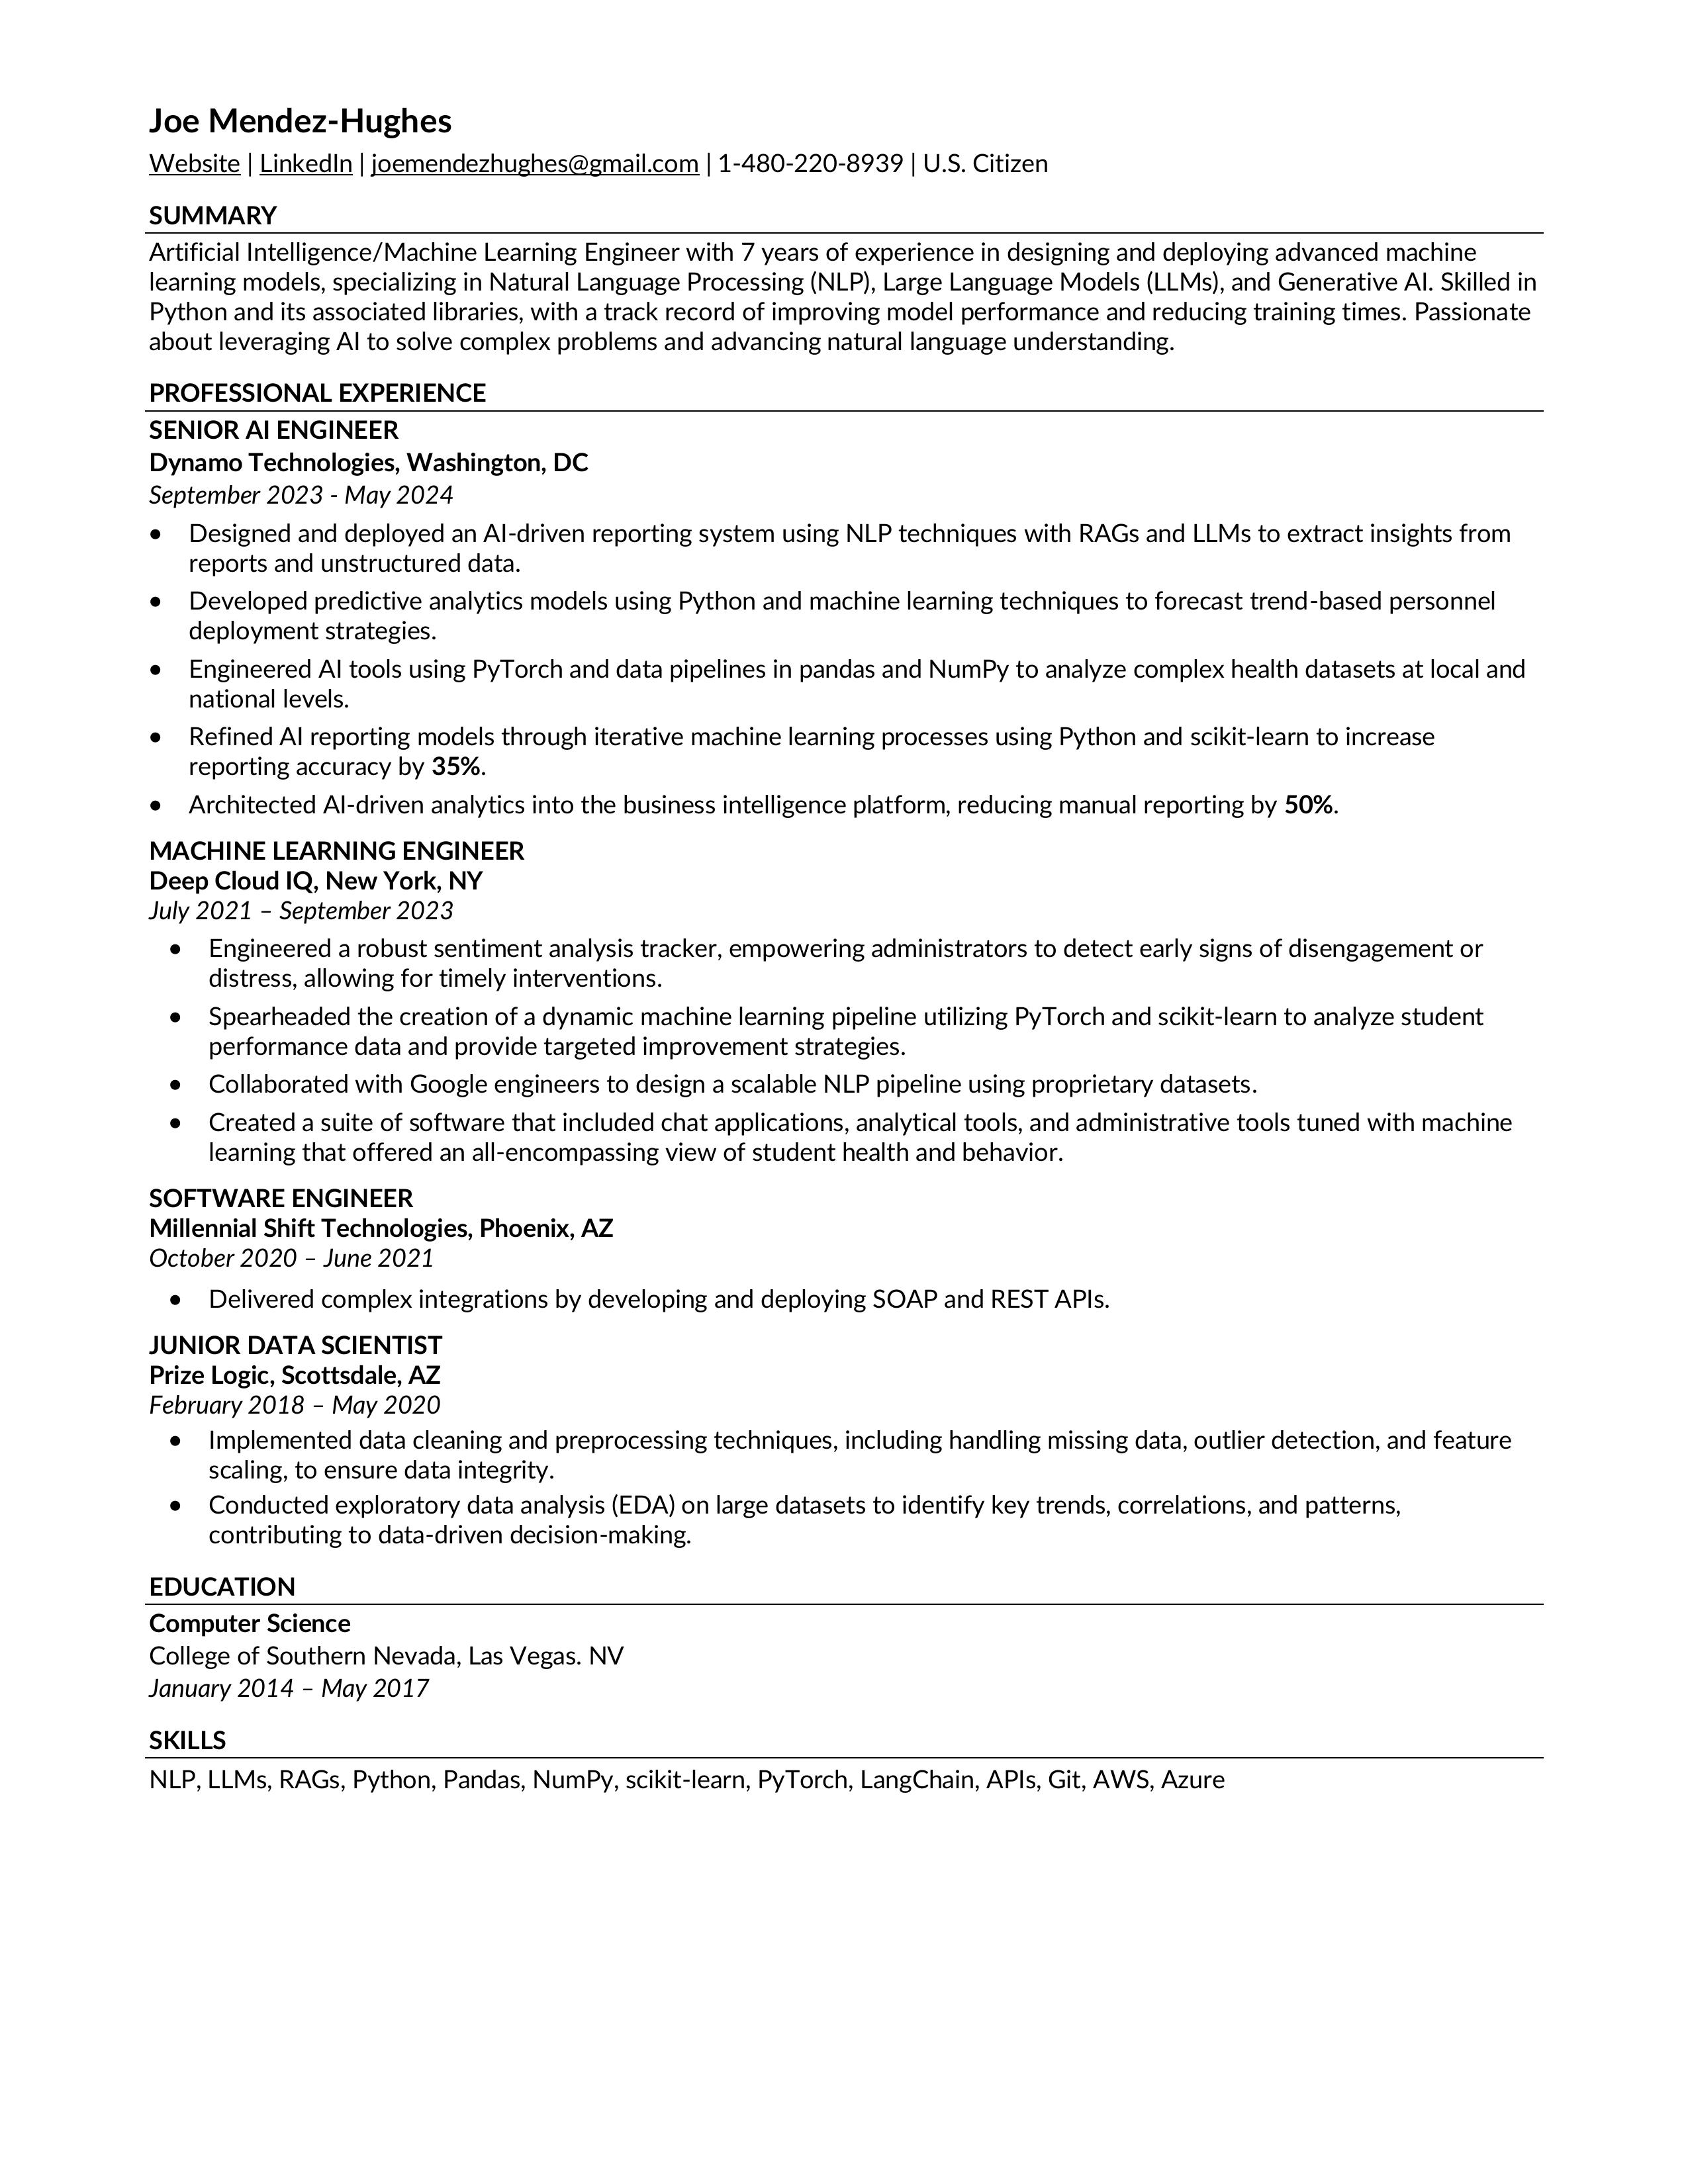 Joe Mendez-Hughes
Website | LinkedIn | joemendezhughes@gmail.com | 1-480-220-8939 | U.S. Citizen
SUMMARY
Artificial Intelligence/Machine Learning Engineer with 7 years of experience in designing and deploying advanced machine
learning models, specializing in Natural Language Processing (NLP), Large Language Models (LLMs), and Generative AI. Skilled in
Python and its associated libraries, with a track record of improving model performance and reducing training times. Passionate
about leveraging AI to solve complex problems and advancing natural language understanding.
PROFESSIONAL EXPERIENCE
SENIOR AI ENGINEER
Dynamo Technologies, Washington, DC
September 2023 - May 2024
• Designed and deployed an AI-driven reporting system using NLP techniques with RAGs and LLMs to extract insights from
reports and unstructured data.
• Developed predictive analytics models using Python and machine learning techniques to forecast trend-based personnel
deployment strategies.
• Engineered AI tools using PyTorch and data pipelines in pandas and NumPy to analyze complex health datasets at local and
national levels.
• Refined AI reporting models through iterative machine learning processes using Python and scikit-learn to increase
reporting accuracy by 35%.
• Architected AI-driven analytics into the business intelligence platform, reducing manual reporting by 50%.
MACHINE LEARNING ENGINEER
Deep Cloud IQ, New York, NY
July 2021 – September 2023
• Engineered a robust sentiment analysis tracker, empowering administrators to detect early signs of disengagement or
distress, allowing for timely interventions.
• Spearheaded the creation of a dynamic machine learning pipeline utilizing PyTorch and scikit-learn to analyze student
performance data and provide targeted improvement strategies.
• Collaborated with Google engineers to design a scalable NLP pipeline using proprietary datasets.
• Created a suite of software that included chat applications, analytical tools, and administrative tools tuned with machine
learning that offered an all-encompassing view of student health and behavior.
SOFTWARE ENGINEER
Millennial Shift Technologies, Phoenix, AZ
October 2020 – June 2021
• Delivered complex integrations by developing and deploying SOAP and REST APIs.
JUNIOR DATA SCIENTIST
Prize Logic, Scottsdale, AZ
February 2018 – May 2020
• Implemented data cleaning and preprocessing techniques, including handling missing data, outlier detection, and feature
scaling, to ensure data integrity.
• Conducted exploratory data analysis (EDA) on large datasets to identify key trends, correlations, and patterns,
contributing to data-driven decision-making.
EDUCATION
Computer Science
College of Southern Nevada, Las Vegas. NV
January 2014 – May 2017
SKILLS
NLP, LLMs, RAGs, Python, Pandas, NumPy, scikit-learn, PyTorch, LangChain, APIs, Git, AWS, Azure